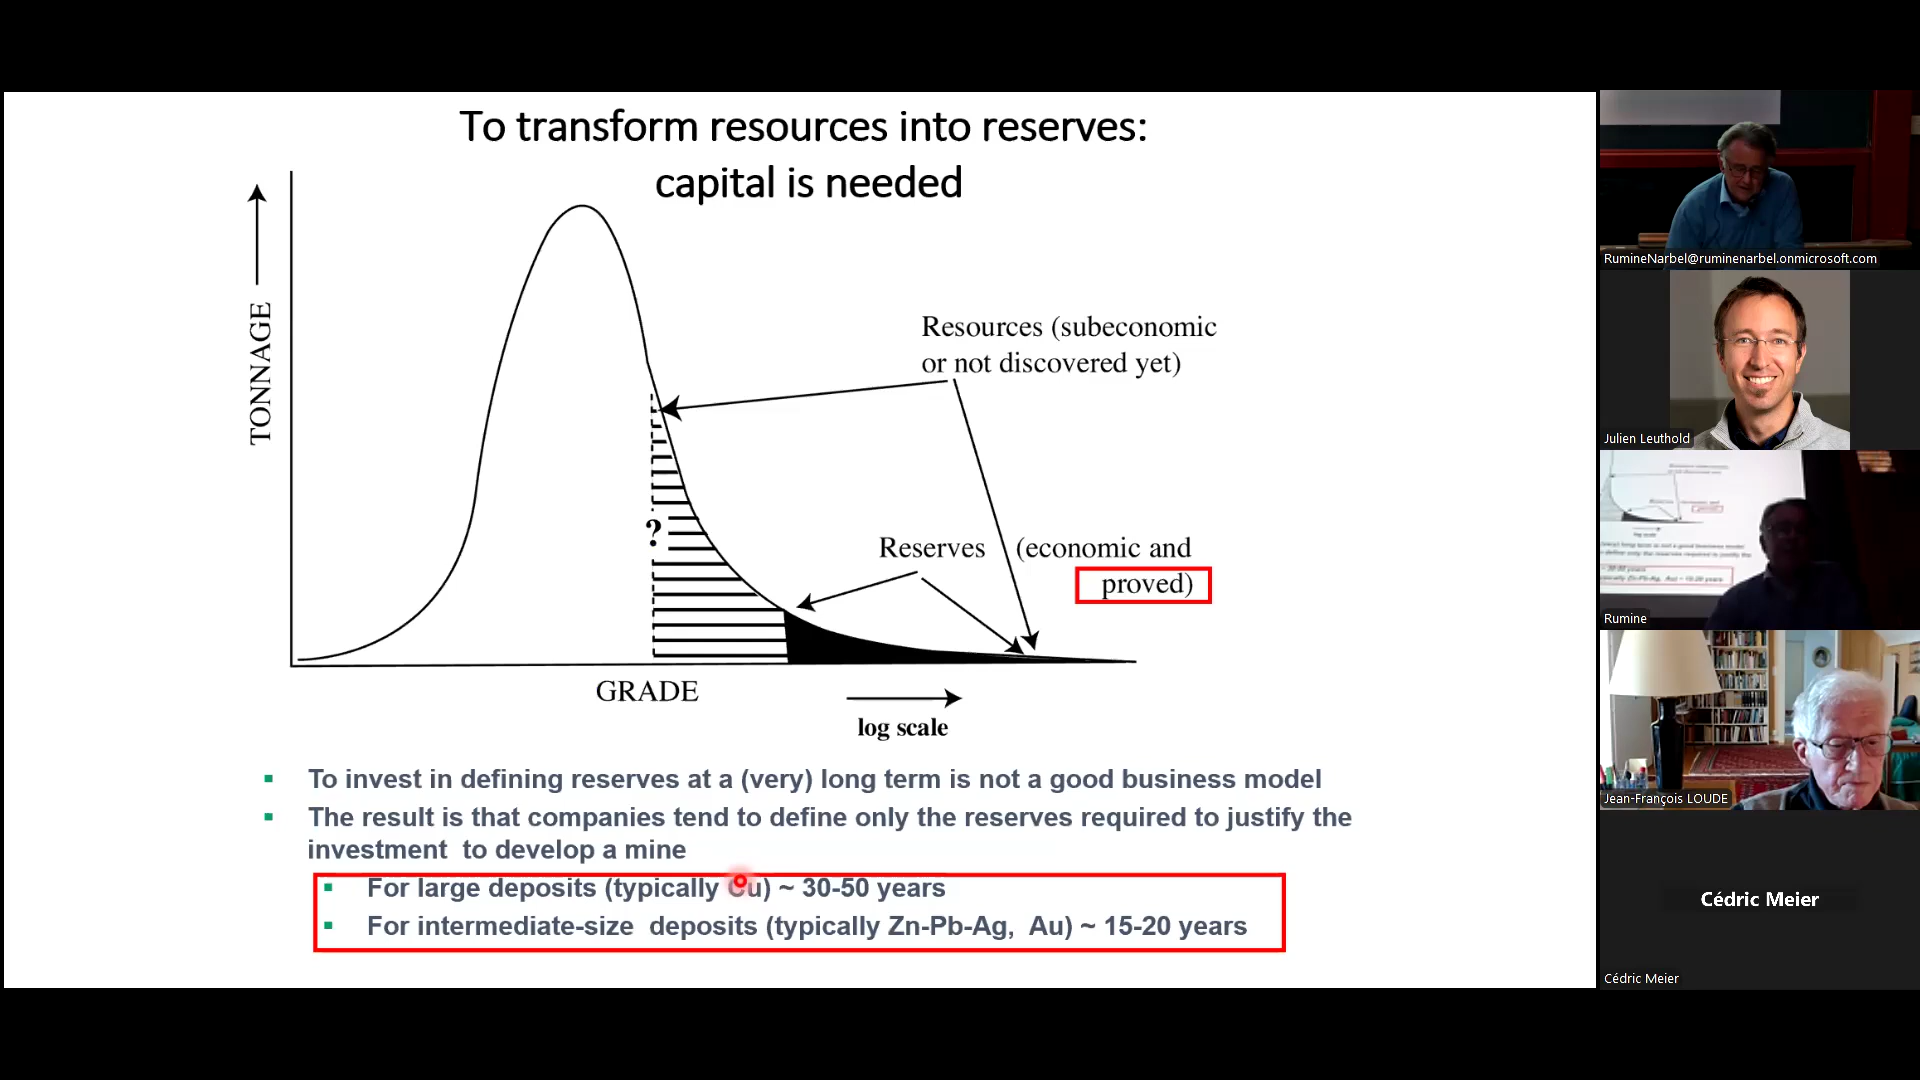 To transform resources into reserves:
capital is needed
TONNAGE
Resources (subeconomic
or not discovered yet)
?
Reserves (economic and
proved)
GRADE
log scale
To invest in defining reserves at a (very) long term is not a good business model
The result is that companies tend to define only the reserves required to justify the
investment to develop a mine
For large deposits (typically Cu) ~ 30-50 years
For intermediate-size deposits (typically Zn-Pb-Ag, Au) ~ 15-20 years
RumineNarbel@ruminenarbel.onmicrosoft.com
Julien Leuthold
Rumine
Jean-François LOUDE
Cédric Meier
Cédric Meier